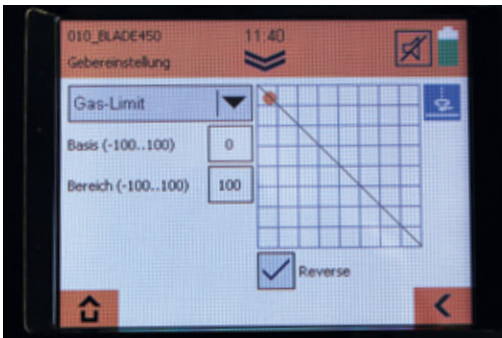 010_BLADE450
11:40
Gebereinstellung
Gas-Limit
Basis (-100..100)
0
Bereich (-100..100)
100
Reverse